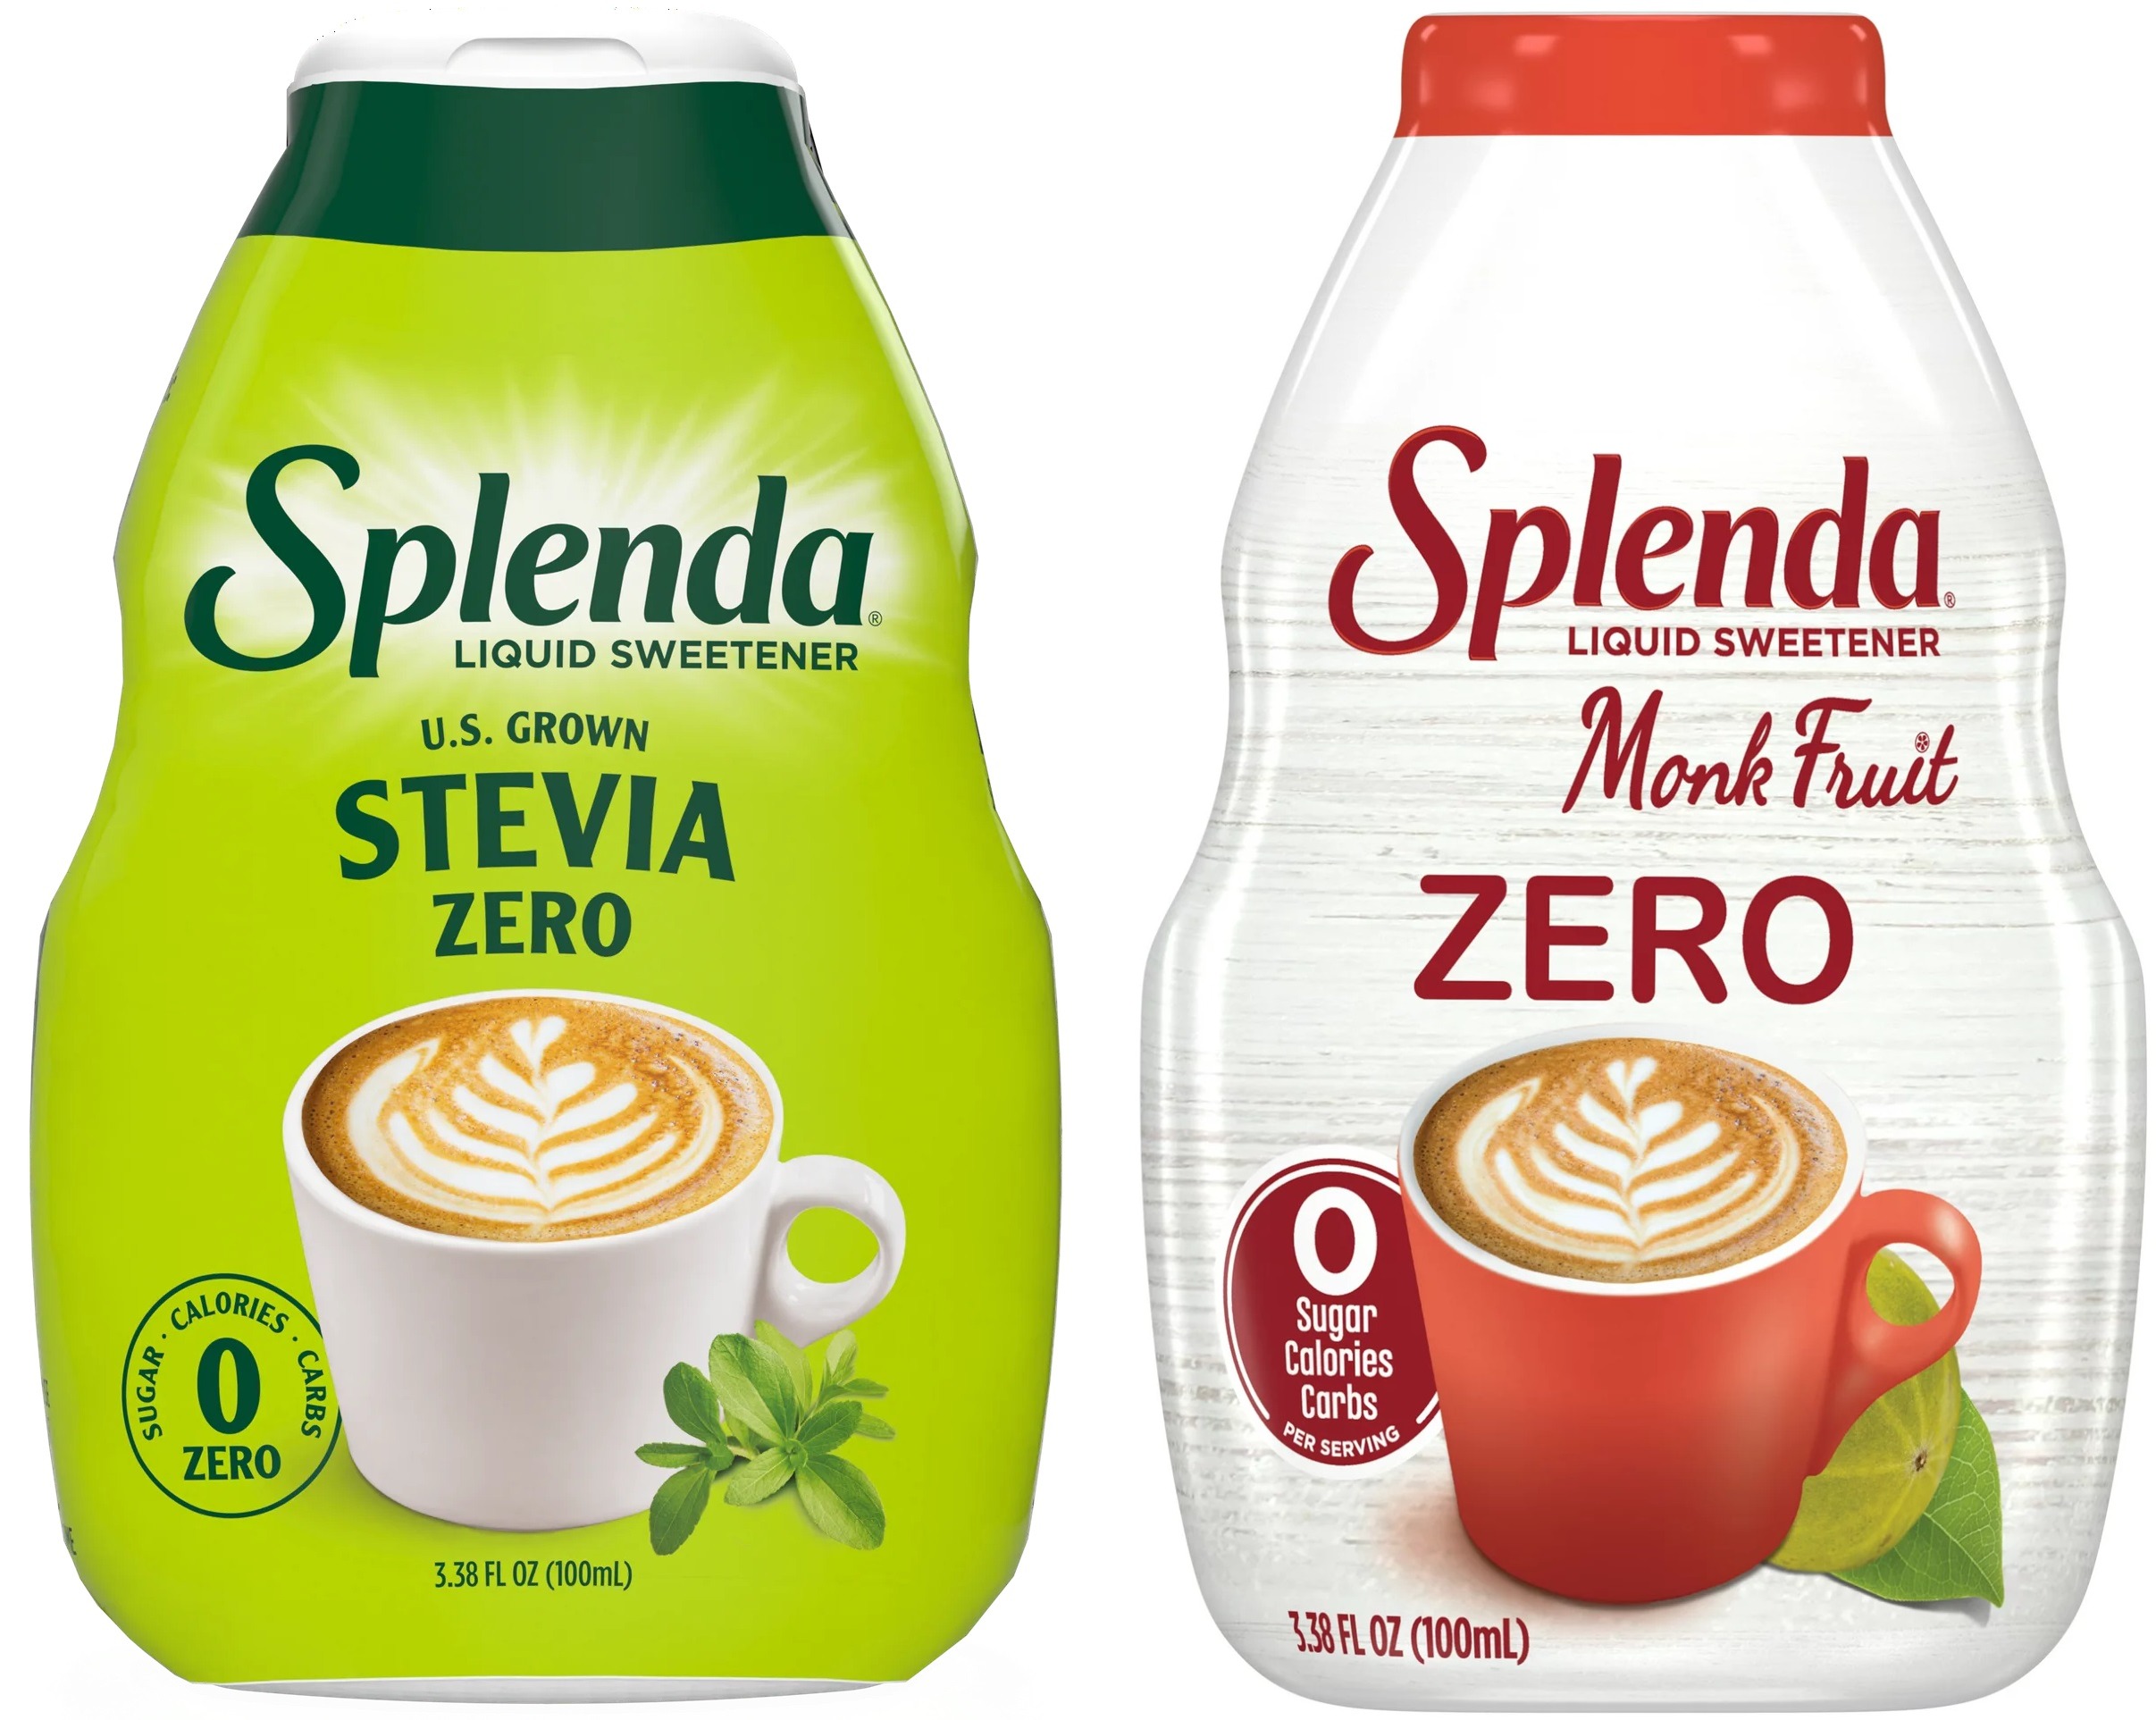 Splenda®
LIQUID SWEETENER
U.S. GROWN
STEVIA
ZERO
SUGAR · CALORIES · CARBS
0
ZERO
3.38 FL OZ (100mL)
Splenda®
LIQUID SWEETENER
Monk Fruit
ZERO
0
Sugar
Calories
Carbs
PER SERVING
3.38 FL OZ (100mL)